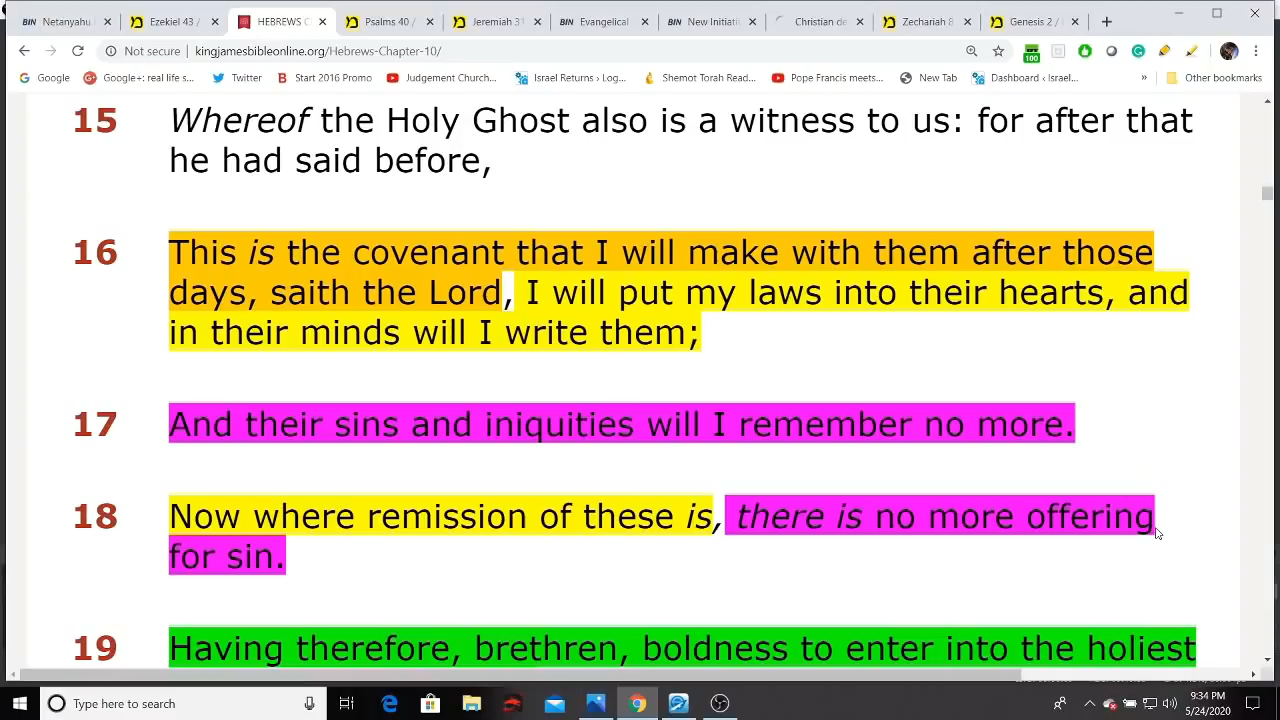 Netanyahu
Ezekiel 43 /
HEBREWS C
Psalms 40 /
Jeremiah 31
Evangelical
New Initiati
Christian de
Zechariah 8
Genesis 2 /
Not secure | kingjamesbibleonline.org/Hebrews-Chapter-10/
100
Google
Google+: real life s...
Twitter
Start 2016 Promo
Judgement Church...
Israel Returns › Log...
Shemot Torah Read...
Pope Francis meets...
New Tab
Dashboard ‹ Israel...
»
Other bookmarks
15 Whereof the Holy Ghost also is a witness to us: for after that
he had said before,
16 This is the covenant that I will make with them after those
days, saith the Lord, I will put my laws into their hearts, and
in their minds will I write them;
17 And their sins and iniquities will I remember no more.
18 Now where remission of these is, there is no more offering
for sin.
19 Having therefore, brethren, boldness to enter into the holiest
Type here to search
9:34 PM
5/24/2020